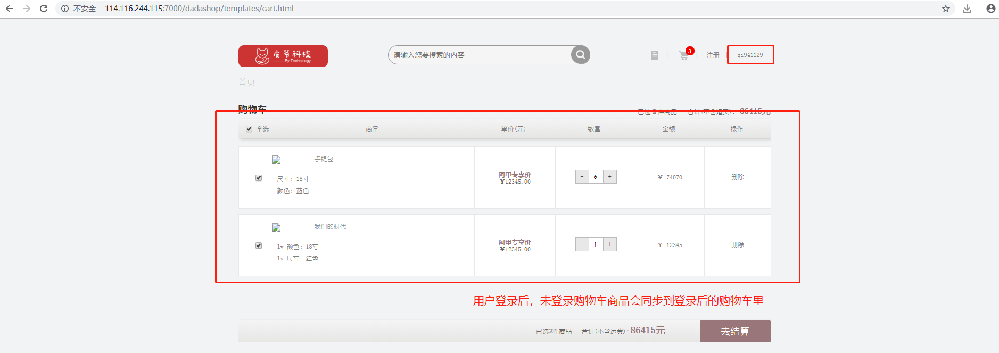 不安全 114.116.244.115:7000/dadashop/templates/cart.html
皮爷科技
Py Technology
请输入您要搜索的内容
3
注册
qi941129
首页
购物车
已选 2 件商品 合计(不含运费): 86415元
全选 商品 单价(元) 数量 金额 操作
手提包
尺寸: 18寸
颜色: 蓝色
阿甲专享价
¥12345.00
- 6 +
¥ 74070
删除
我们的时代
lv 颜色: 18寸
lv 尺寸: 红色
阿甲专享价
¥12345.00
- 1 +
¥ 12345
删除
用户登录后，未登录购物车商品会同步到登录后的购物车里
已选2件商品 合计(不含运费): 86415元
去结算